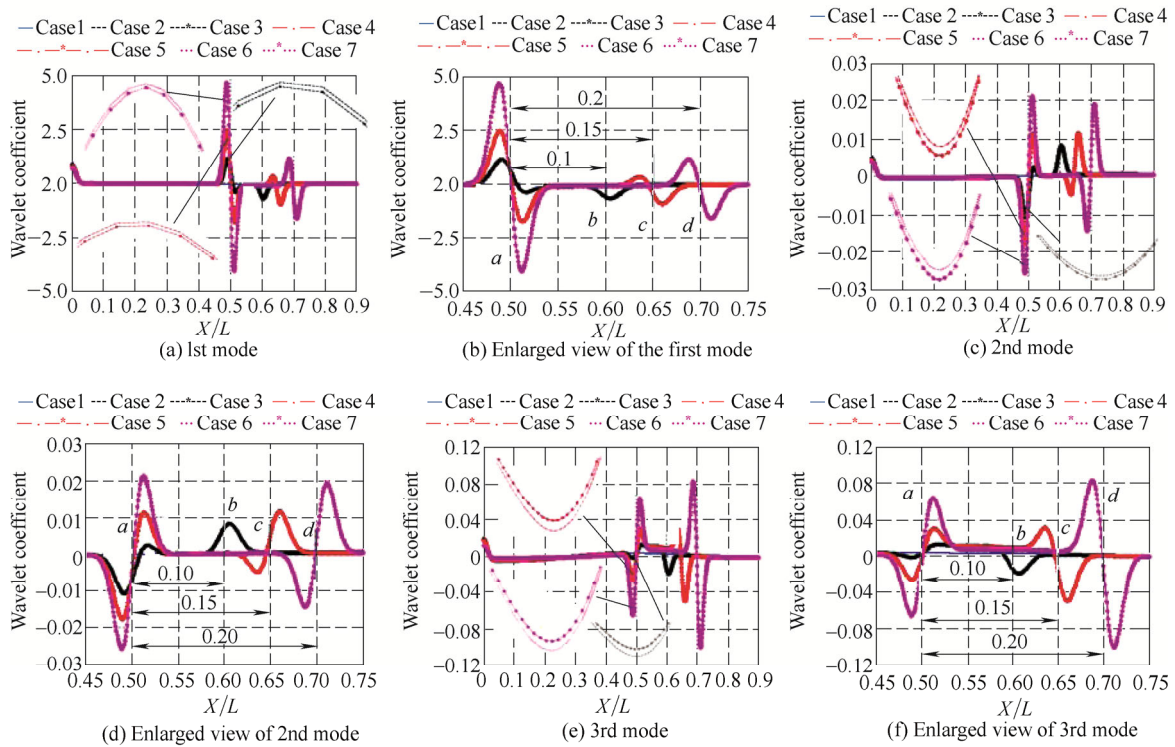 Case1 Case 2 Case 3 Case 4
Case 5 Case 6 Case 7
Wavelet coefficient
5.0
2.5
2.0
−2.5
−5.0
0 0.1 0.2 0.3 0.4 0.5 0.6 0.7 0.8 0.9
X/L
(a) lst mode
Case1 Case 2 Case 3 Case 4
Case 5 Case 6 Case 7
Wavelet coefficient
5.0
2.5
2.0
−2.5
−5.0
0.2
0.15
0.1
a
b
c
d
0.45 0.50 0.55 0.60 0.65 0.70 0.75
X/L
(b) Enlarged view of the first mode
Case1 Case 2 Case 3 Case 4
Case 5 Case 6 Case 7
Wavelet coefficient
0.03
0.02
0.01
0
−0.01
−0.02
−0.03
0 0.1 0.2 0.3 0.4 0.5 0.6 0.7 0.8 0.9
X/L
(c) 2nd mode
Case1 Case 2 Case 3 Case 4
Case 5 Case 6 Case 7
Wavelet coefficient
0.03
0.02
0.01
0
−0.01
−0.02
0.03
a
b
c
d
0.10
0.15
0.20
0.45 0.50 0.55 0.60 0.65 0.70 0.75
X/L
(d) Enlarged view of 2nd mode
Case1 Case 2 Case 3 Case 4
Case 5 Case 6 Case 7
Wavelet coefficient
0.12
0.08
0.04
0
−0.04
−0.08
−0.12
0 0.1 0.2 0.3 0.4 0.5 0.6 0.7 0.8 0.9
X/L
(e) 3rd mode
Case1 Case 2 Case 3 Case 4
Case 5 Case 6 Case 7
Wavelet coefficient
0.12
0.08
0.04
0
−0.04
−0.08
−0.12
a
b
c
d
0.10
0.15
0.20
0.45 0.50 0.55 0.60 0.65 0.70 0.75
X/L
(f) Enlarged view of 3rd mode